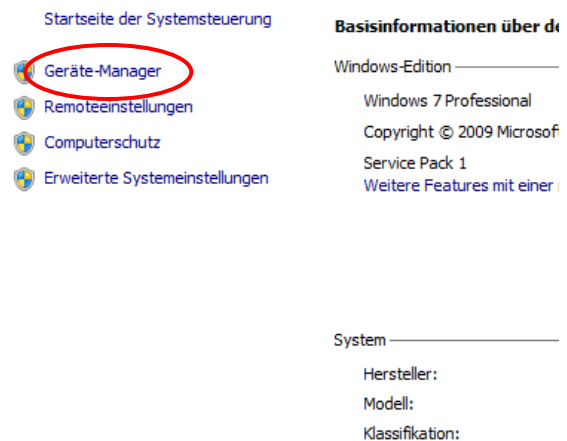 Startseite der Systemsteuerung
Geräte-Manager
Remoteeinstellungen
Computerschutz
Erweiterte Systemeinstellungen
Basisinformationen über de
Windows-Edition
Windows 7 Professional
Copyright © 2009 Microsoft
Service Pack 1
Weitere Features mit einer
System
Hersteller:
Modell:
Klassifikation: